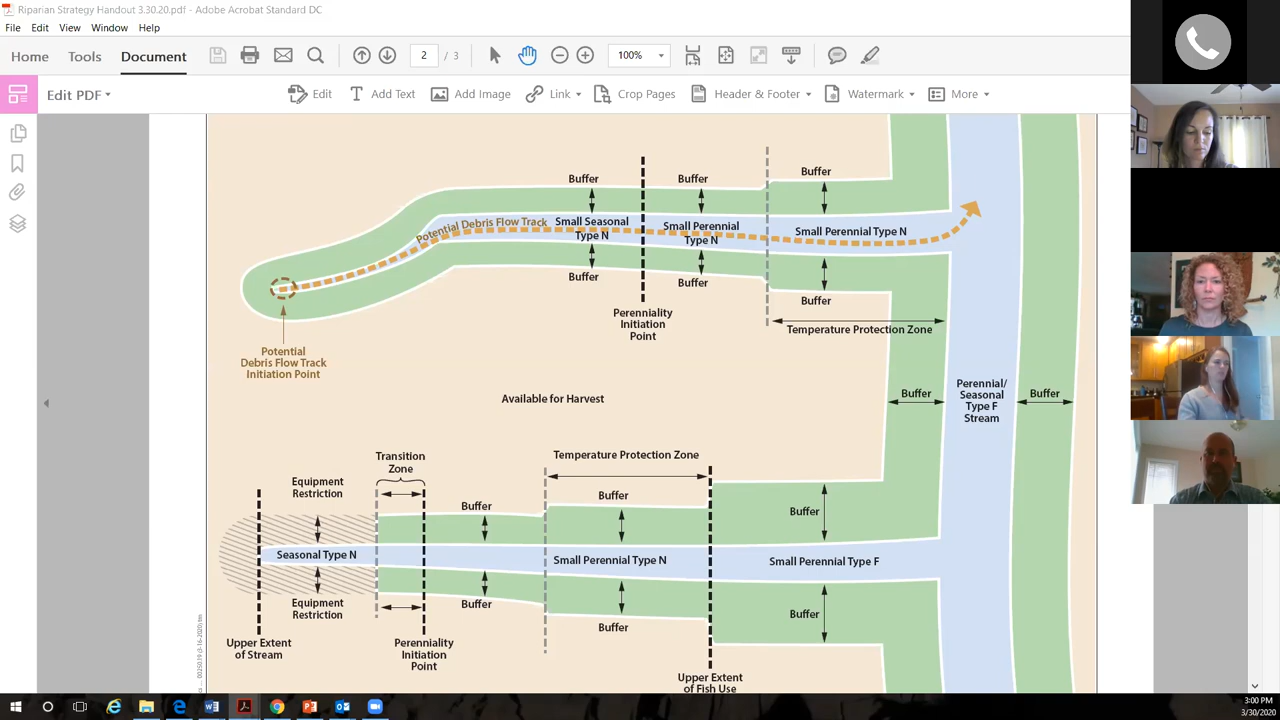 Riparian Strategy Handout 3.30.20.pdf - Adobe Acrobat Standard DC
File Edit View Window Help
Home Tools Document 2 / 3 100%
Edit PDF Edit Add Text Add Image Link Crop Pages Header & Footer Watermark More
Buffer
Buffer
Buffer
Potential Debris Flow Track
Small Seasonal
Type N
Small Perennial
Type N
Small Perennial Type N
Buffer
Buffer
Buffer
Perenniality
Initiation
Point
Temperature Protection Zone
Potential
Debris Flow Track
Initiation Point
Available for Harvest
Buffer
Perennial/
Seasonal
Type F
Stream
Buffer
Transition
Zone
Temperature Protection Zone
Equipment
Restriction
Buffer
Buffer
Buffer
Seasonal Type N
Small Perennial Type N
Small Perennial Type F
Equipment
Restriction
Buffer
Buffer
Buffer
Upper Extent
of Stream
Perenniality
Initiation
Point
Upper Extent
of Fish Use
3:00 PM
3/30/2020